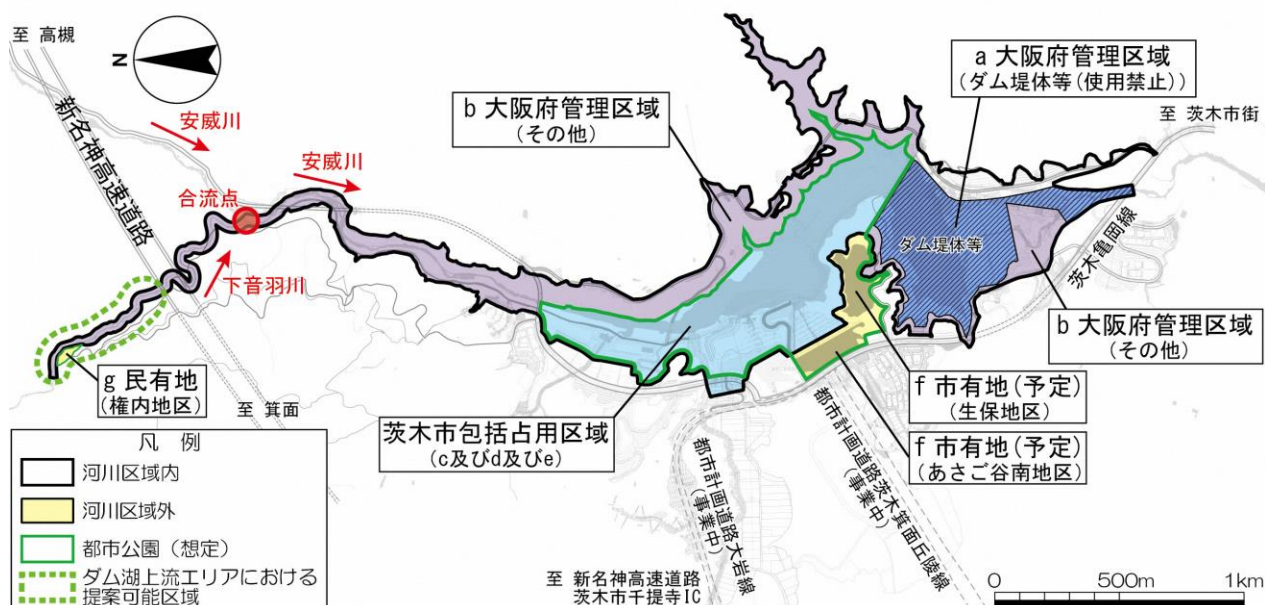 至 高槻
N
新名神高速道路
安威川
合流点
安威川
下音羽川
b 大阪府管理区域
(その他)
a 大阪府管理区域
(ダム堤体等(使用禁止))
至 茨木市街
ダム堤体等
茨木亀岡線
b 大阪府管理区域
(その他)
g 民有地
(権内地区)
至 箕面
茨木市包括占用区域
(c及びd及びe)
f 市有地(予定)
(生保地区)
f 市有地(予定)
(あさご谷南地区)
都市計画道路大岩線
(事業中)
都市計画道路茨木箕面丘陵線
(事業中)
至 新名神高速道路
茨木市千提寺IC
凡 例
河川区域内
河川区域外
都市公園(想定)
ダム湖上流エリアにおける
提案可能区域
0 500m 1km